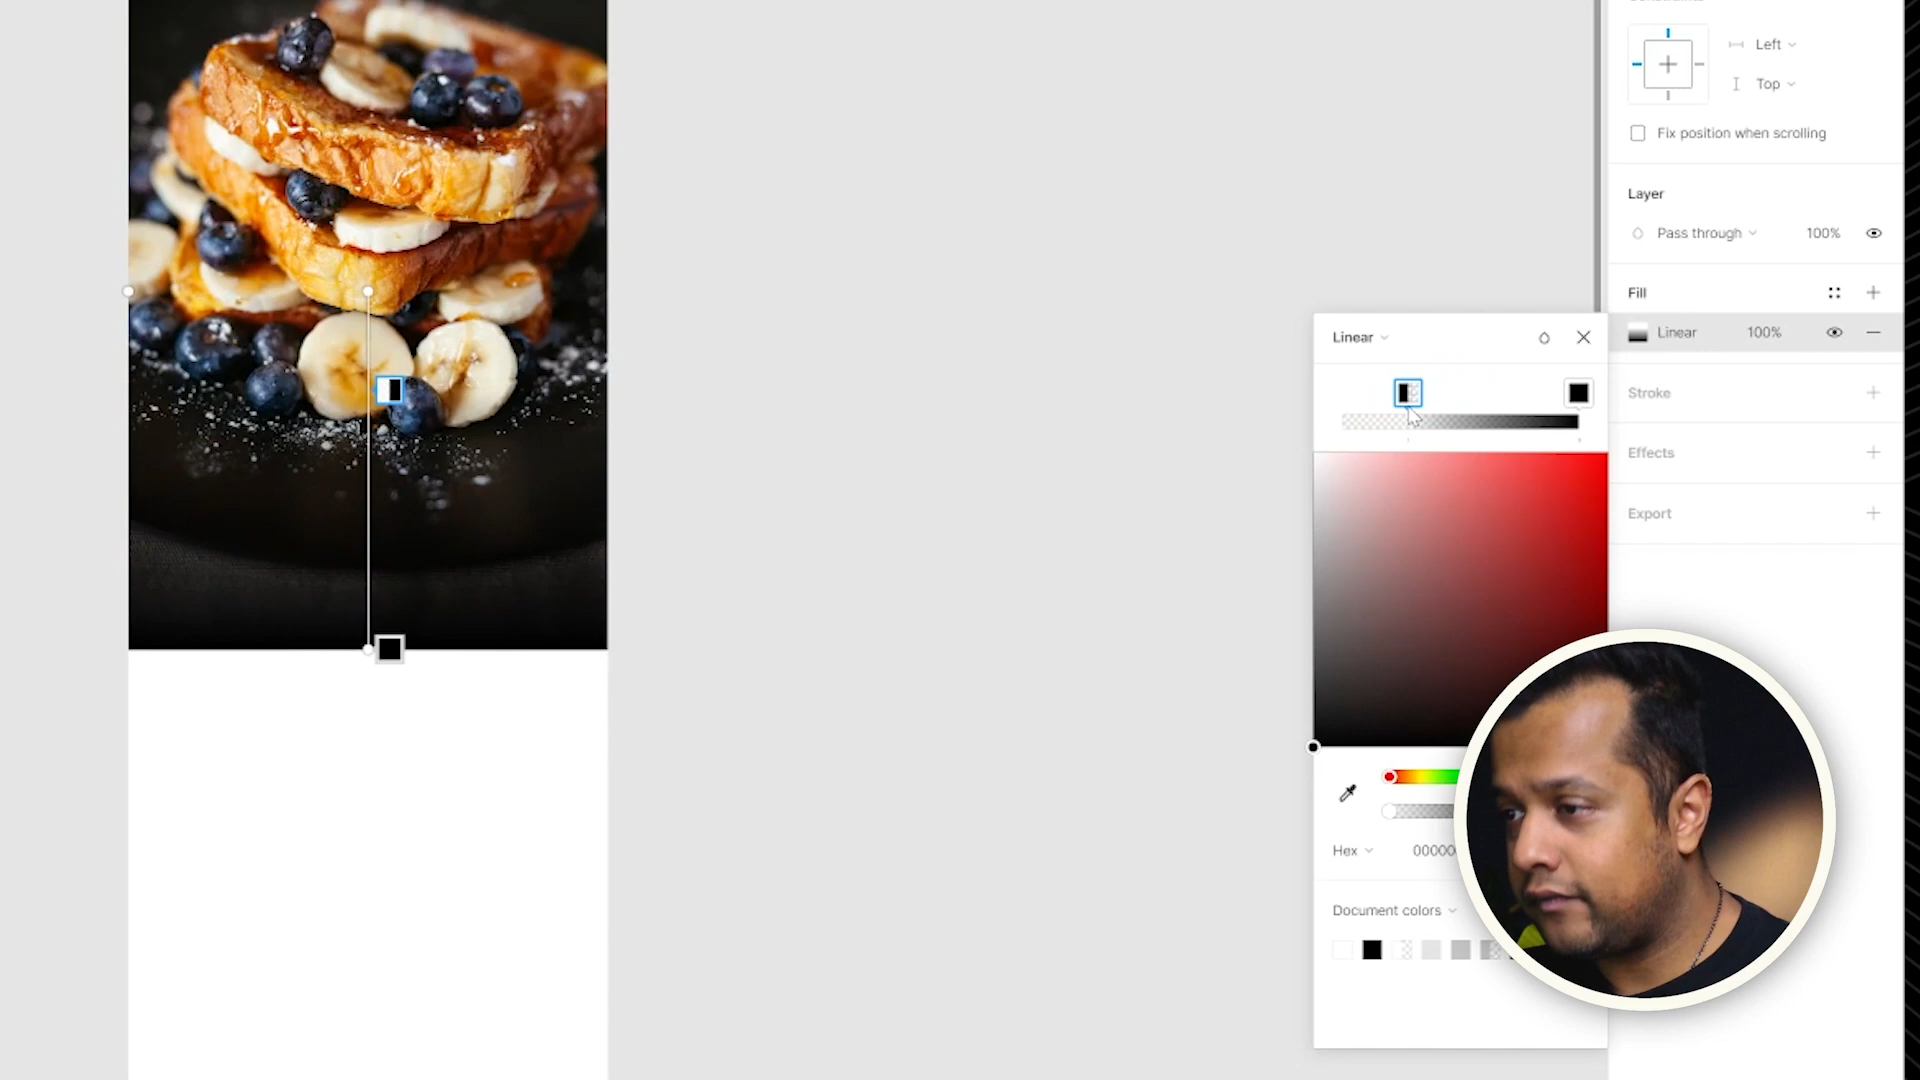 Left
Top
Fix position when scrolling
Layer
Pass through 100%
Fill
Linear 100%
Linear
Stroke
Effects
Export
Hex 00000
Document colors